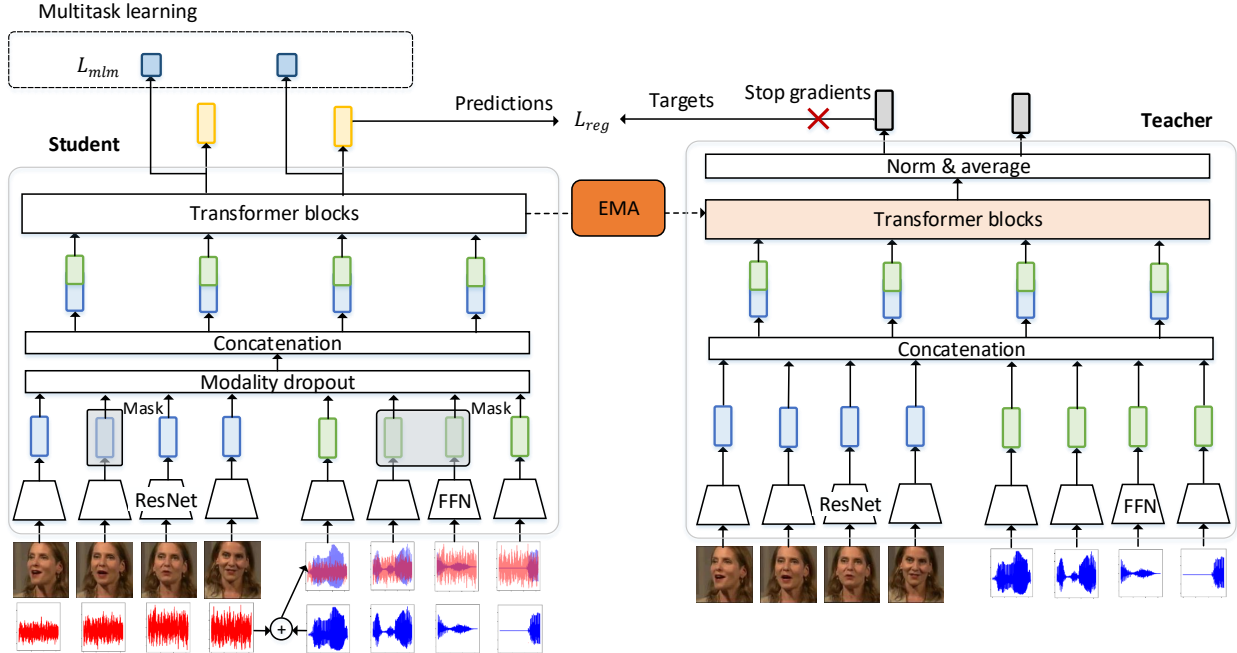 Multitask learning
L_mlm
Predictions
L_reg
Targets
Stop gradients
Student
Teacher
Norm & average
Transformer blocks
EMA
Transformer blocks
Concatenation
Concatenation
Modality dropout
Mask
Mask
ResNet
FFN
ResNet
FFN
+